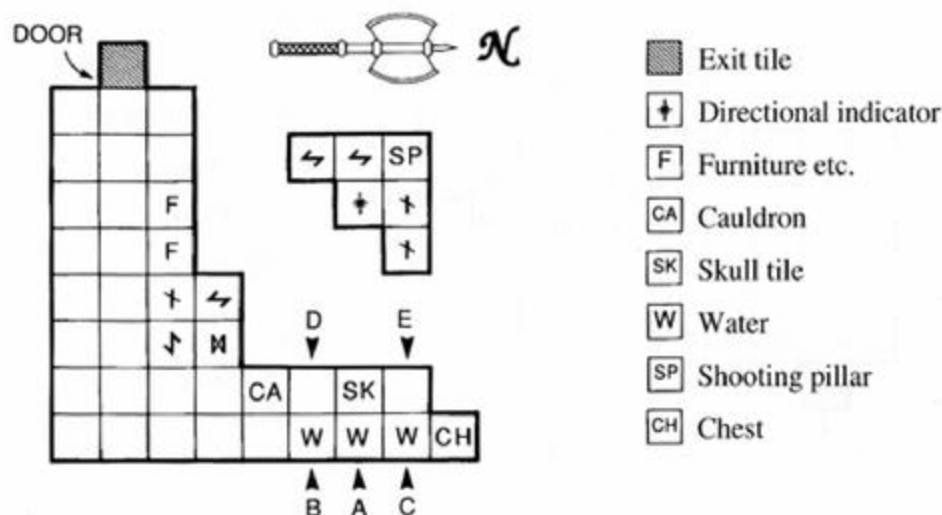 DOOR
N
SP
F
F
D E
CA SK
W W W CH
B A C
Exit tile
Directional indicator
F Furniture etc.
CA Cauldron
SK Skull tile
W Water
SP Shooting pillar
CH Chest